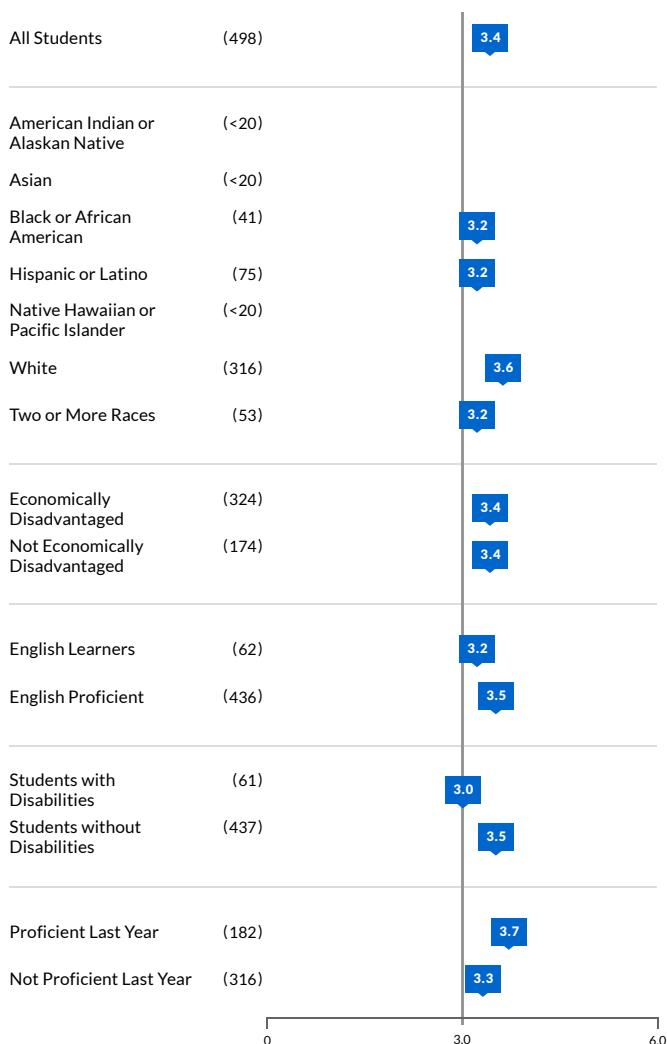 All Students (498) 3.4
American Indian or (<20)
Alaskan Native
Asian (<20)
Black or African (41) 3.2
American
Hispanic or Latino (75) 3.2
Native Hawaiian or (<20)
Pacific Islander
White (316) 3.6
Two or More Races (53) 3.2
Economically (324) 3.4
Disadvantaged
Not Economically (174) 3.4
Disadvantaged
English Learners (62) 3.2
English Proficient (436) 3.5
Students with (61) 3.0
Disabilities
Students without (437) 3.5
Disabilities
Proficient Last Year (182) 3.7
Not Proficient Last Year (316) 3.3
0 3.0 6.0